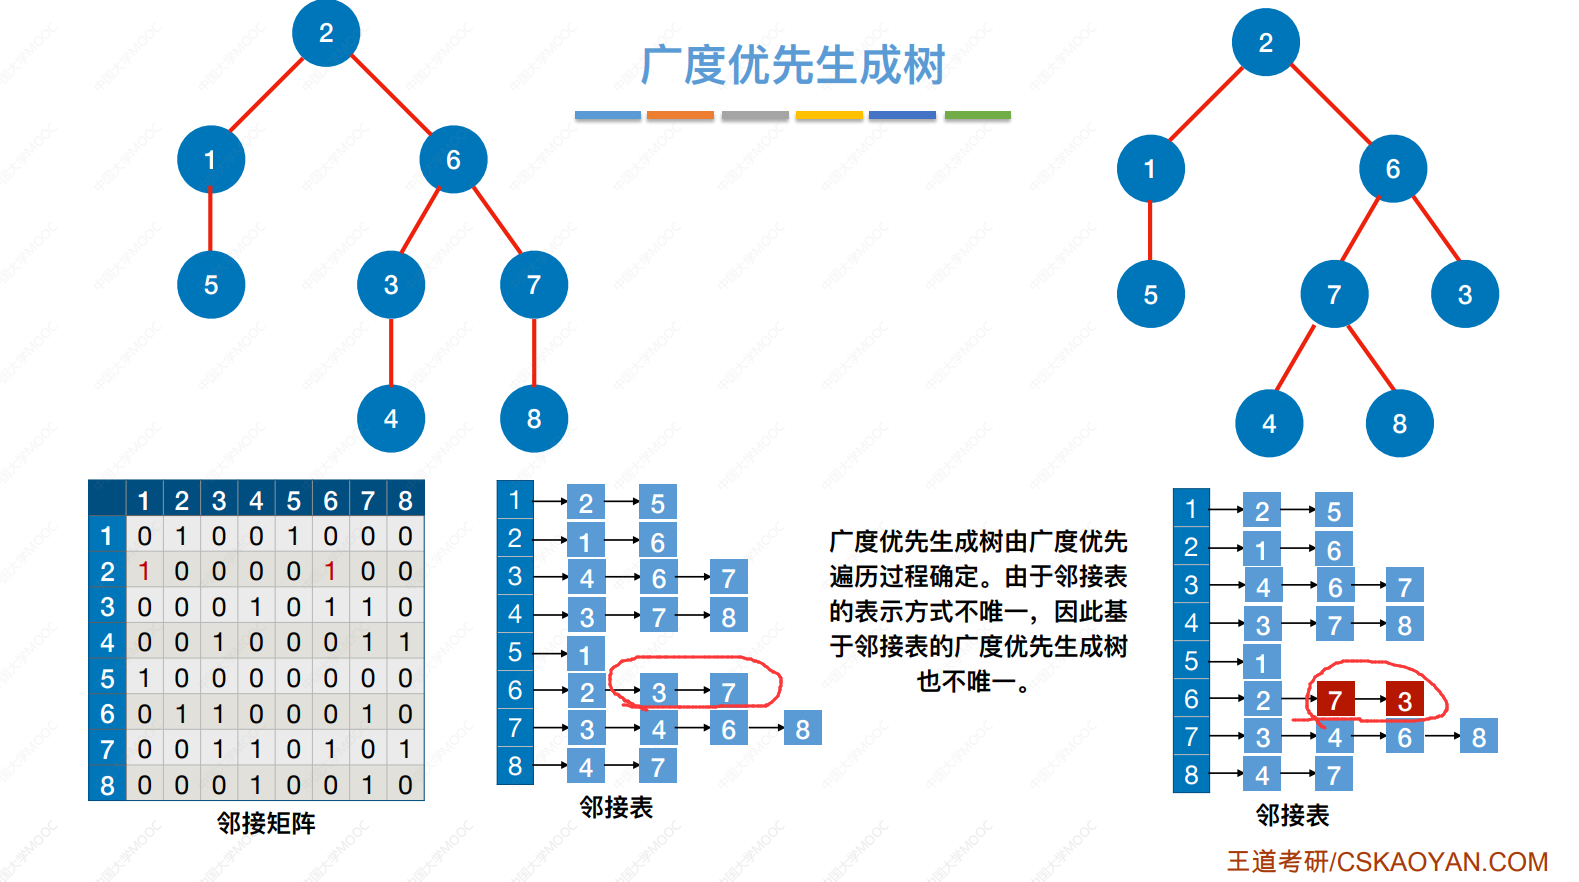 广度优先生成树
2
1 6
5 3 7
4 8
2
1 6
5 7 3
4 8
1 2 3 4 5 6 7 8
1 0 1 0 0 1 0 0 0
2 1 0 0 0 0 1 0 0
3 0 0 0 1 0 1 1 0
4 0 0 1 0 0 0 1 1
5 1 0 0 0 0 0 0 0
6 0 1 1 0 0 0 1 0
7 0 0 1 1 0 1 0 1
8 0 0 0 1 0 0 1 0
邻接矩阵
1 2 5
2 1 6
3 4 6 7
4 3 7 8
5 1
6 2 3 7
7 3 4 6 8
8 4 7
邻接表
广度优先生成树由广度优先
遍历过程确定。由于邻接表
的表示方式不唯一，因此基
于邻接表的广度优先生成树
也不唯一。
1 2 5
2 1 6
3 4 6 7
4 3 7 8
5 1
6 2 7 3
7 3 4 6 8
8 4 7
邻接表
王道考研/CSKAOYAN.COM